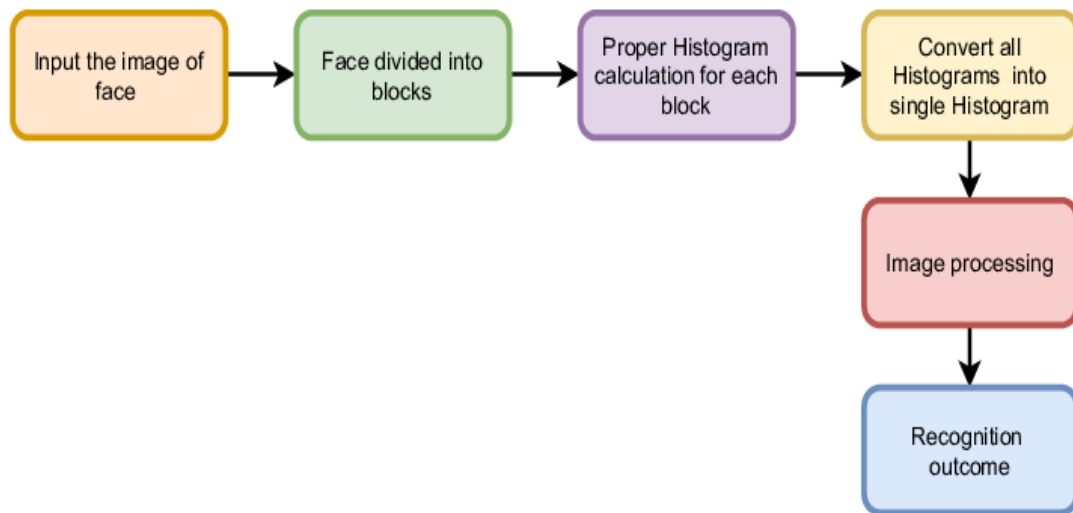 Input the image of
face
Face divided into
blocks
Proper Histogram
calculation for each
block
Convert all
Histograms into
single Histogram
Image processing
Recognition
outcome